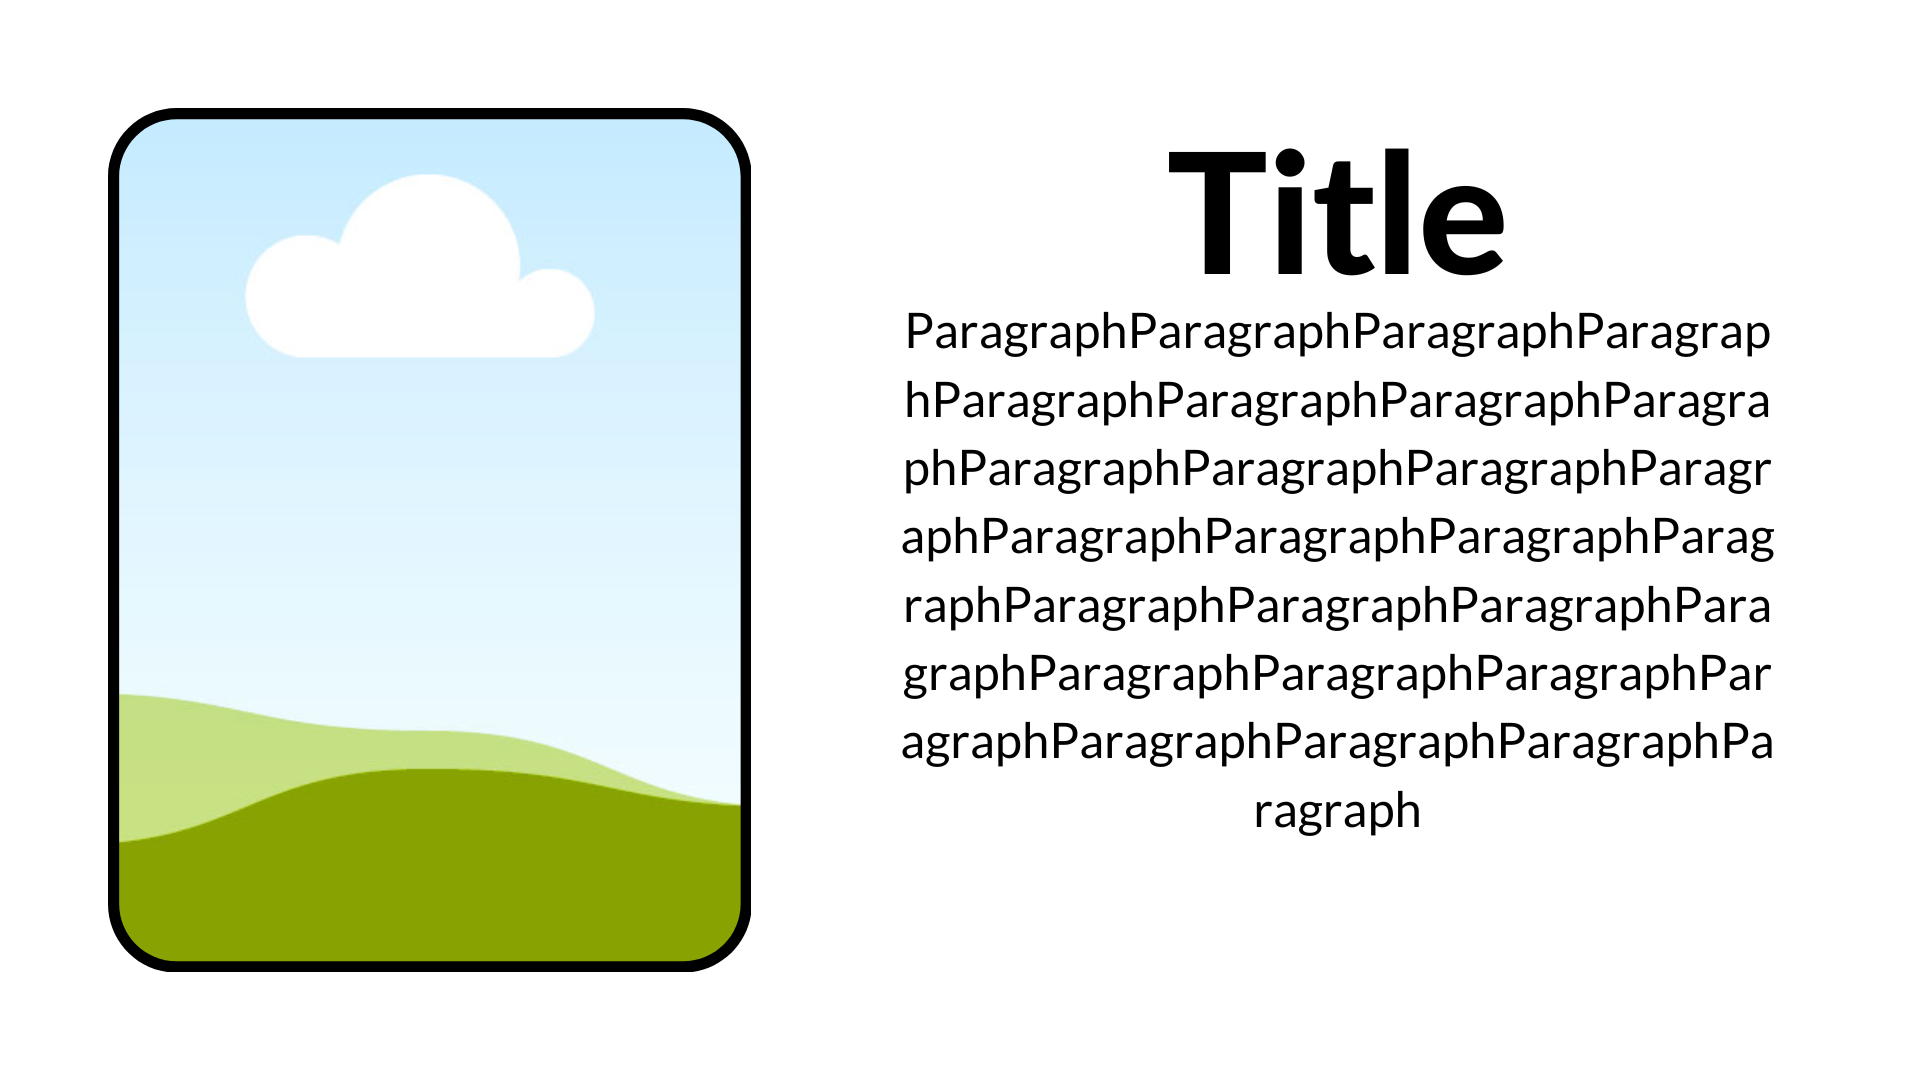 Title
ParagraphParagraphParagraphParagrap
hParagraphParagraphParagraphParagra
phParagraphParagraphParagraphParagr
aphParagraphParagraphParagraphParag
raphParagraphParagraphParagraphPara
graphParagraphParagraphParagraphPar
agraphParagraphParagraphParagraphPa
ragraph